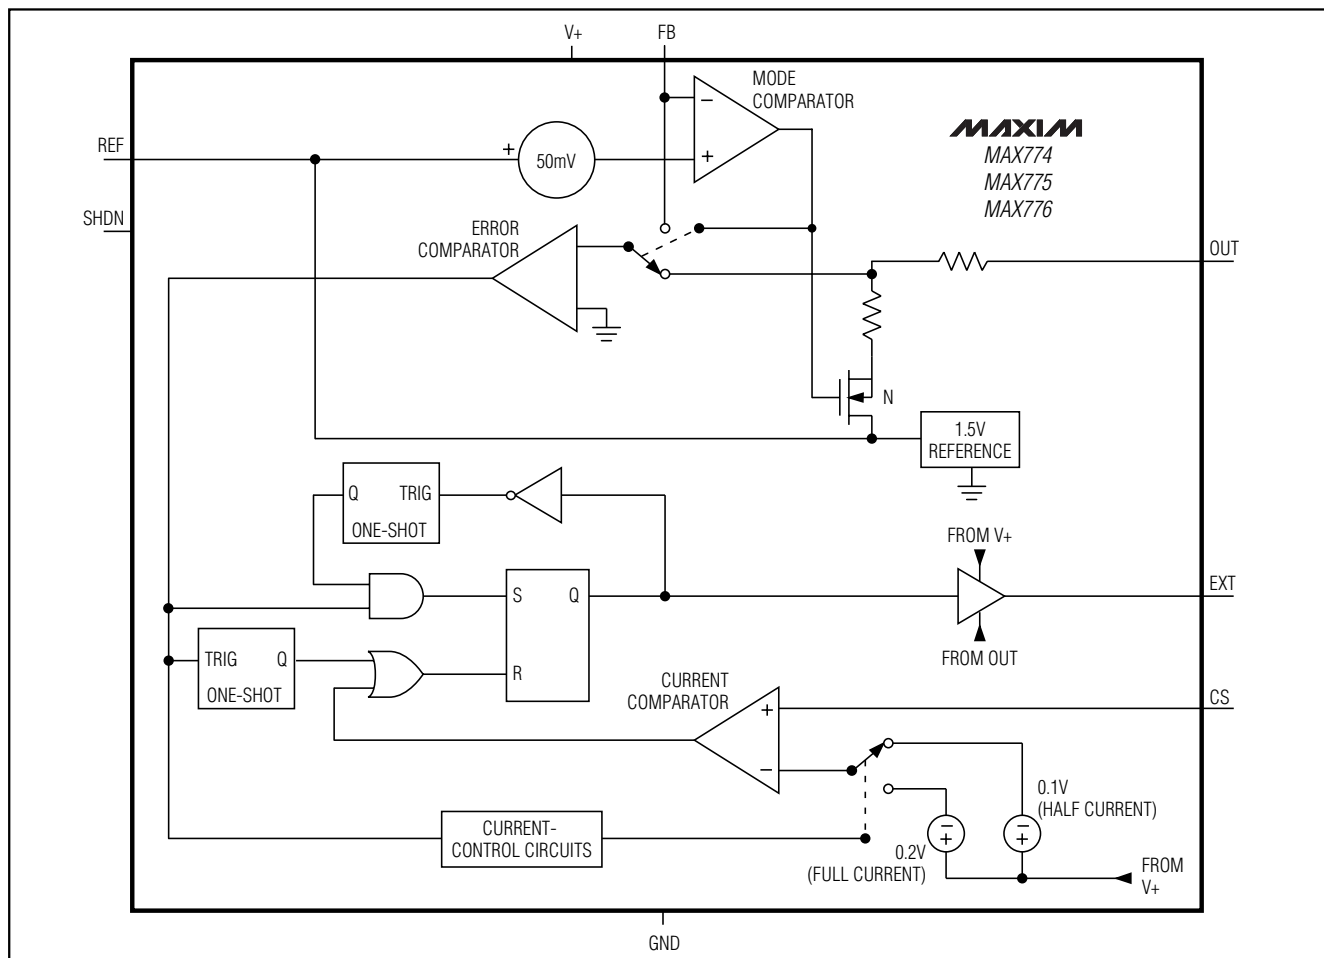 V+
FB
MODE
COMPARATOR
−
+
REF
+
50mV
MAXIM
MAX774
MAX775
MAX776
SHDN
ERROR
COMPARATOR
OUT
N
1.5V
REFERENCE
Q TRIG
ONE-SHOT
FROM V+
S Q
EXT
TRIG Q
ONE-SHOT
R
FROM OUT
CURRENT
COMPARATOR
+
−
CS
0.1V
(HALF CURRENT)
CURRENT-
CONTROL CIRCUITS
−
+
−
+
0.2V
(FULL CURRENT)
FROM
V+
GND